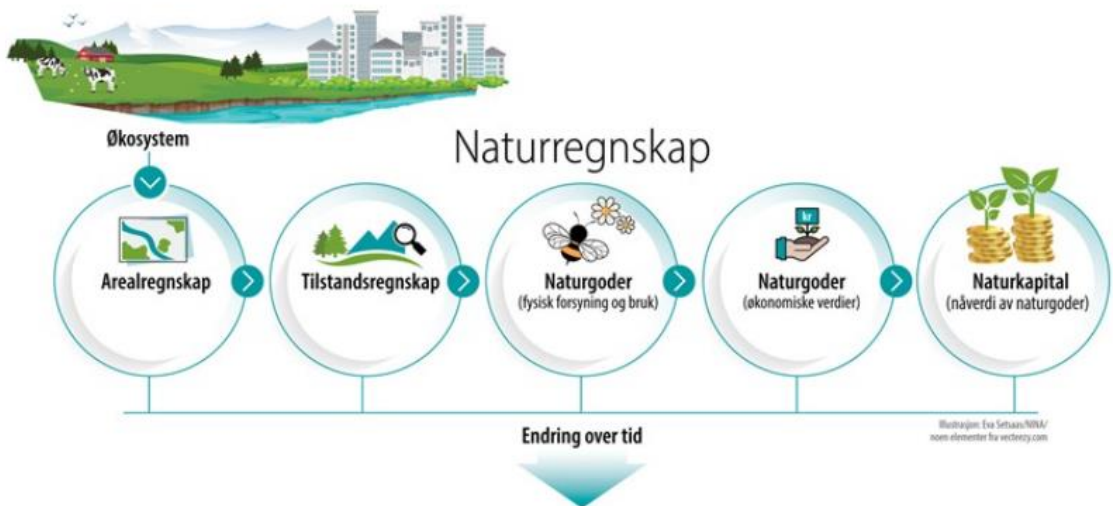 Økosystem
Naturregnskap
Arealregnskap
Tilstandsregnskap
Naturgoder
(fysisk forsyning og bruk)
kr
Naturgoder
(økonomiske verdier)
Naturkapital
(nåverdi av naturgoder)
Endring over tid
Illustrasjon: Eva Setsaas/NINA/
noen elementer fra vecteezy.com